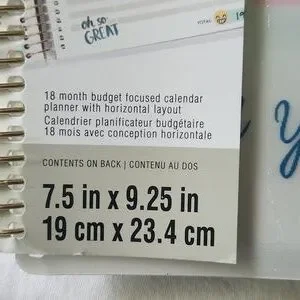 oh so
GREAT
TOTAL
18 month budget focused calendar
planner with horizontal layout
Calendrier planificateur budgétaire
18 mois avec conception horizontale
CONTENTS ON BACK | CONTENU AU DOS
7.5 in x 9.25 in
19 cm x 23.4 cm